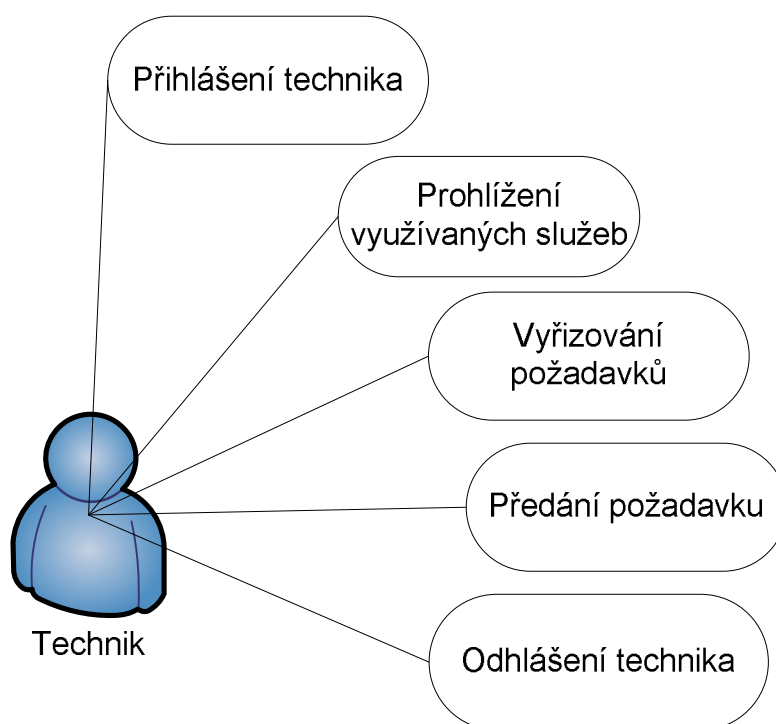 Přihlášení technika
Prohlížení
využívaných služeb
Vyřizování
požadavků
Předání požadavku
Technik
Odhlášení technika